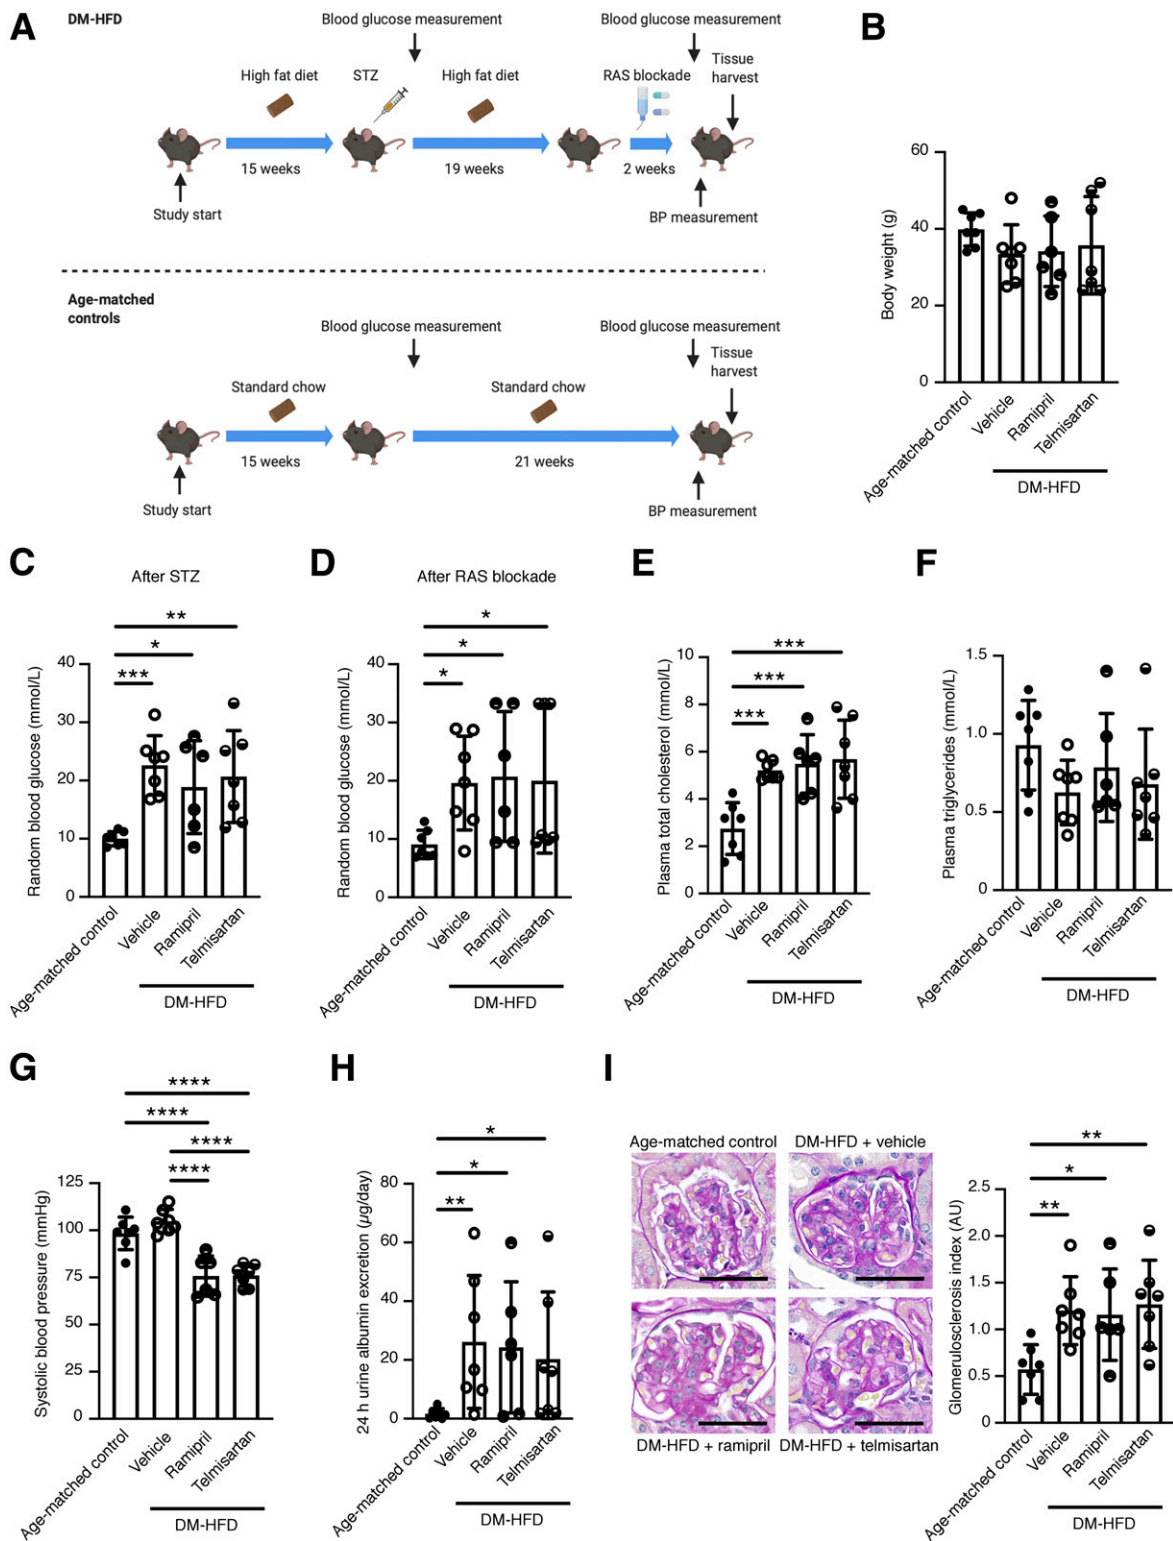 A
DM-HFD
Blood glucose measurement
Blood glucose measurement
High fat diet
STZ
High fat diet
RAS blockade
Tissue
harvest
15 weeks
19 weeks
2 weeks
Study start
BP measurement
Age-matched
controls
Blood glucose measurement
Blood glucose measurement
Standard chow
Standard chow
Tissue
harvest
15 weeks
21 weeks
Study start
BP measurement
B
Body weight (g)
60
40
20
0
Age-matched control
Vehicle
Ramipril
Telmisartan
DM-HFD
C
After STZ
**
*
***
Random blood glucose (mmol/L)
40
30
20
10
0
Age-matched control
Vehicle
Ramipril
Telmisartan
DM-HFD
D
After RAS blockade
*
*
*
Random blood glucose (mmol/L)
40
30
20
10
0
Age-matched control
Vehicle
Ramipril
Telmisartan
DM-HFD
E
***
***
***
Plasma total cholesterol (mmol/L)
10
8
6
4
2
0
Age-matched control
Vehicle
Ramipril
Telmisartan
DM-HFD
F
Plasma triglycerides (mmol/L)
1.5
1.0
0.5
0
Age-matched control
Vehicle
Ramipril
Telmisartan
DM-HFD
G
****
****
****
****
Systolic blood pressure (mmHg)
125
100
75
50
25
0
Age-matched control
Vehicle
Ramipril
Telmisartan
DM-HFD
H
*
*
**
24 h urine albumin excretion (µg/day)
80
60
40
20
0
Age-matched control
Vehicle
Ramipril
Telmisartan
DM-HFD
I
Age-matched control
DM-HFD + vehicle
DM-HFD + ramipril
DM-HFD + telmisartan
**
*
**
Glomerulosclerosis index (AU)
2.5
2.0
1.5
1.0
0.5
0
Age-matched control
Vehicle
Ramipril
Telmisartan
DM-HFD